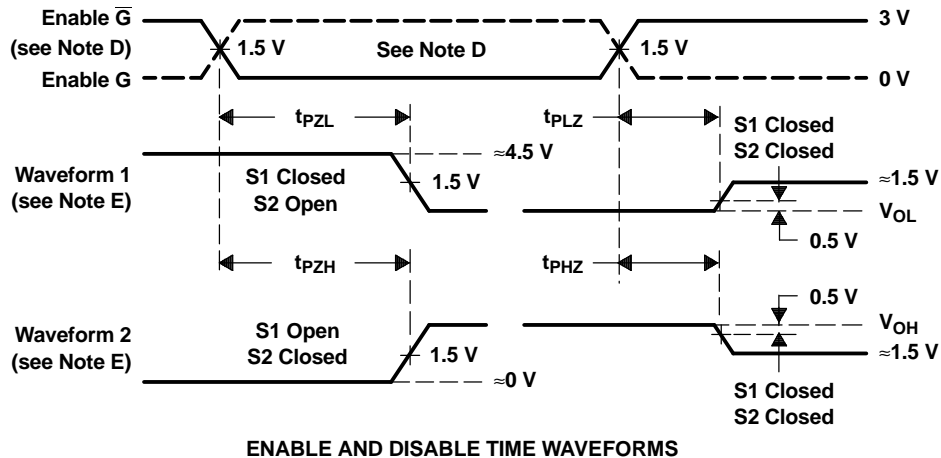 Enable G̅
(see Note D)
Enable G
1.5 V
See Note D
1.5 V
3 V
0 V
tPZL
tPLZ
S1 Closed
S2 Closed
Waveform 1
(see Note E)
S1 Closed
S2 Open
≈4.5 V
1.5 V
≈1.5 V
VOL
0.5 V
tPZH
tPHZ
0.5 V
Waveform 2
(see Note E)
S1 Open
S2 Closed
1.5 V
≈0 V
VOH
≈1.5 V
S1 Closed
S2 Closed
ENABLE AND DISABLE TIME WAVEFORMS